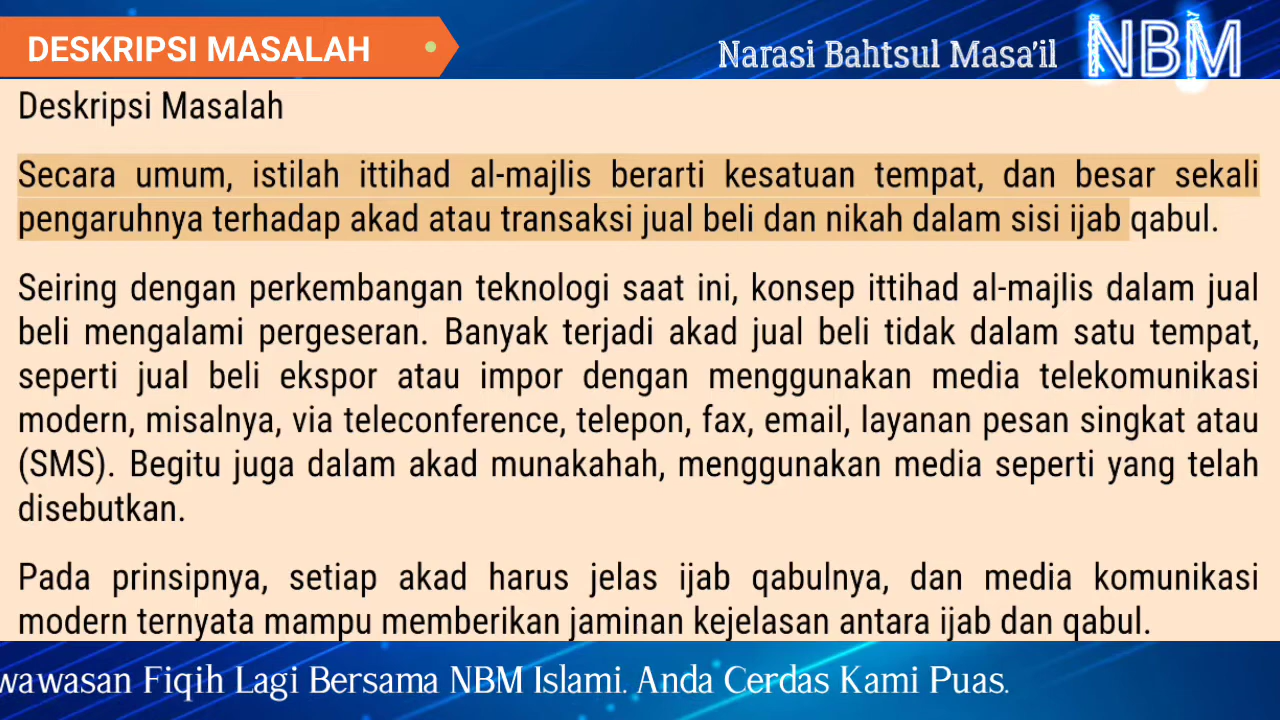 DESKRIPSI MASALAH
Narasi Bahtsul Masa'il NBM
Deskripsi Masalah
Secara umum, istilah ittihad al-majlis berarti kesatuan tempat, dan besar sekali
pengaruhnya terhadap akad atau transaksi jual beli dan nikah dalam sisi ijab qabul.
Seiring dengan perkembangan teknologi saat ini, konsep ittihad al-majlis dalam jual
beli mengalami pergeseran. Banyak terjadi akad jual beli tidak dalam satu tempat,
seperti jual beli ekspor atau impor dengan menggunakan media telekomunikasi
modern, misalnya, via teleconference, telepon, fax, email, layanan pesan singkat atau
(SMS). Begitu juga dalam akad munakahah, menggunakan media seperti yang telah
disebutkan.
Pada prinsipnya, setiap akad harus jelas ijab qabulnya, dan media komunikasi
modern ternyata mampu memberikan jaminan kejelasan antara ijab dan qabul.
wawasan Fiqih Lagi Bersama NBM Islami. Anda Cerdas Kami Puas.